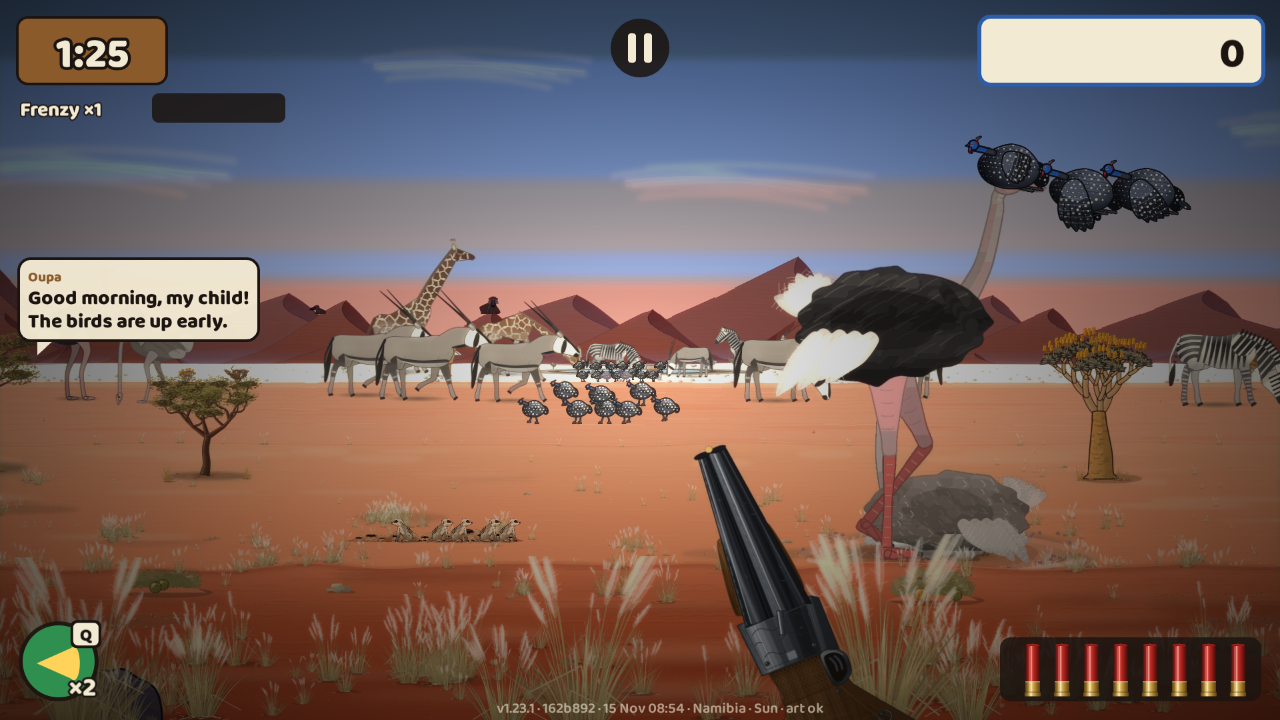 1:25
0
Frenzy ×1
Oupa
Good morning, my child!
The birds are up early.
Q
×2
v1.23.1 · 162b892 · 15 Nov 08:54 · Namibia · Sun · art ok